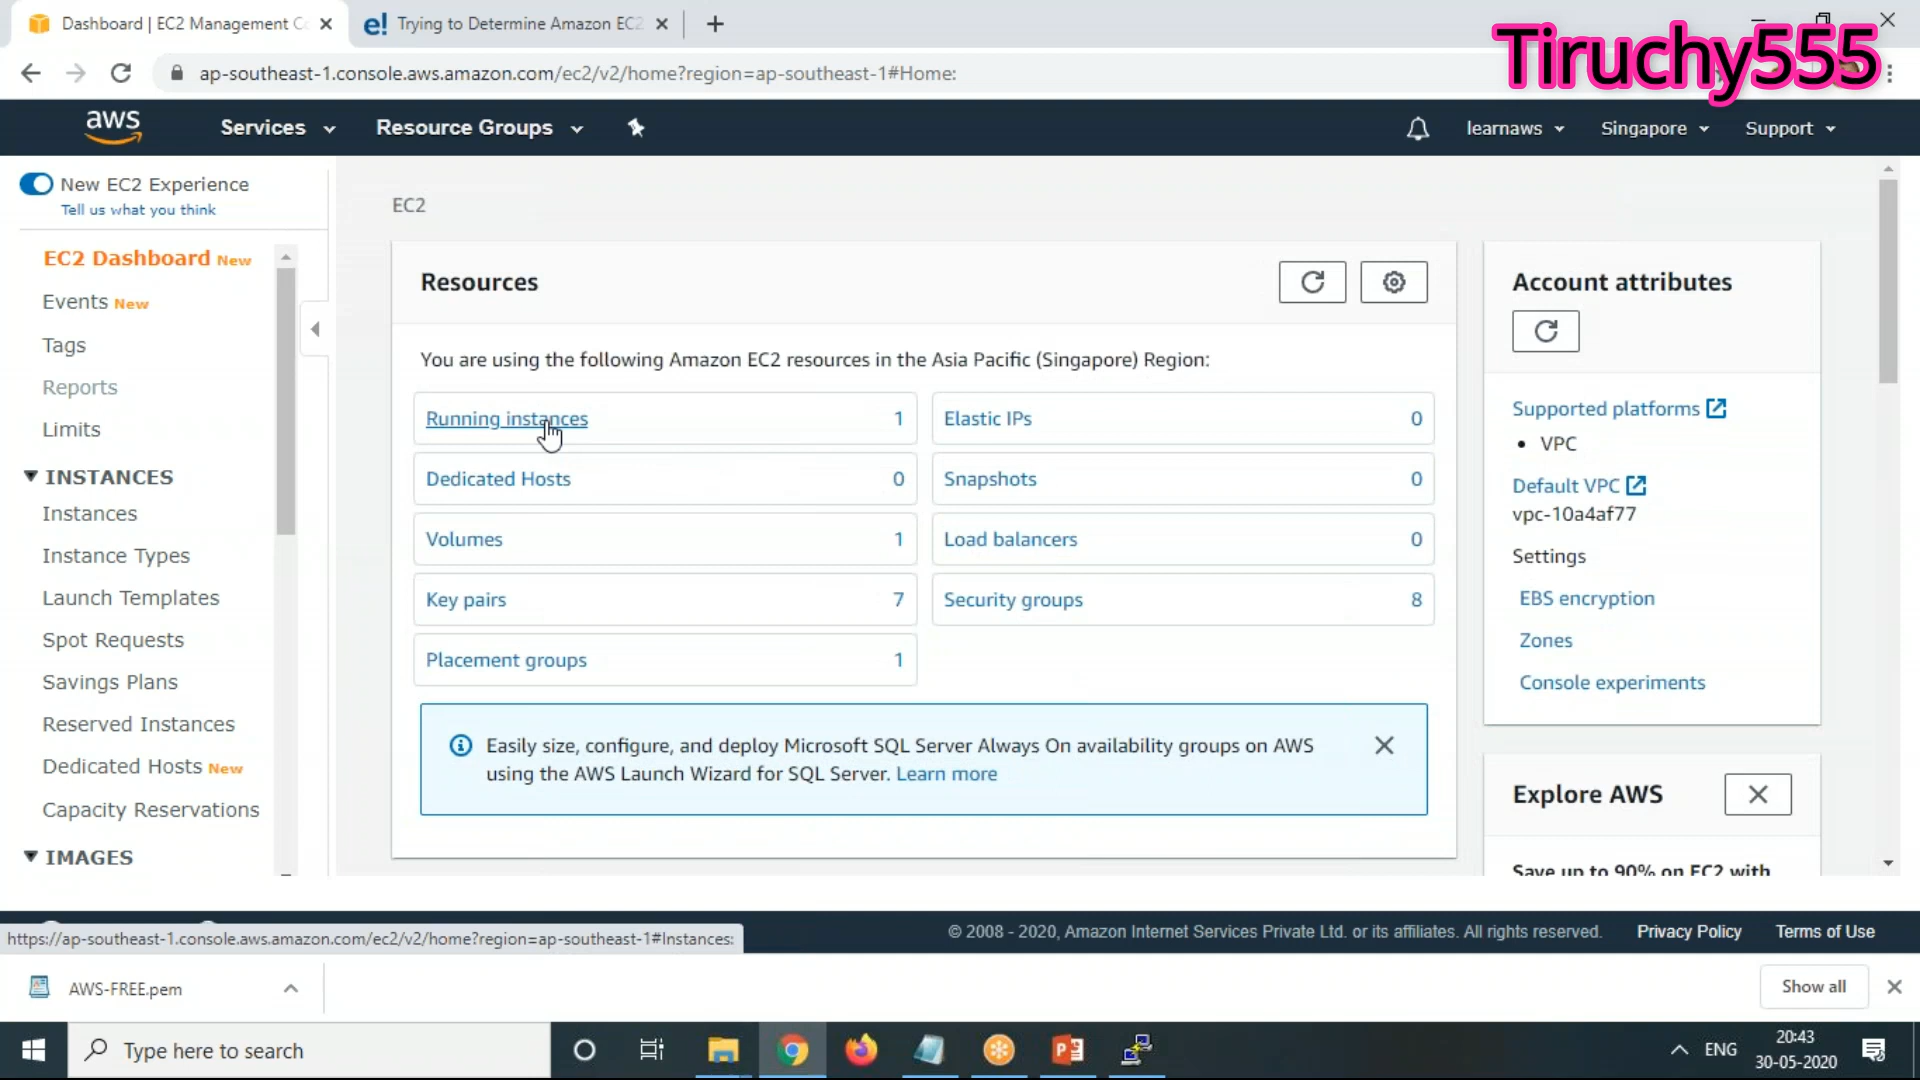 Dashboard | EC2 Management Co
Trying to Determine Amazon EC2
Tiruchy555
ap-southeast-1.console.aws.amazon.com/ec2/v2/home?region=ap-southeast-1#Home:
aws
Services
Resource Groups
learnaws
Singapore
Support
New EC2 Experience
Tell us what you think
EC2 Dashboard New
Events New
Tags
Reports
Limits
INSTANCES
Instances
Instance Types
Launch Templates
Spot Requests
Savings Plans
Reserved Instances
Dedicated Hosts New
Capacity Reservations
IMAGES
EC2
Resources
You are using the following Amazon EC2 resources in the Asia Pacific (Singapore) Region:
Running instances 1
Elastic IPs 0
Dedicated Hosts 0
Snapshots 0
Volumes 1
Load balancers 0
Key pairs 7
Security groups 8
Placement groups 1
Easily size, configure, and deploy Microsoft SQL Server Always On availability groups on AWS
using the AWS Launch Wizard for SQL Server. Learn more
Account attributes
Supported platforms
• VPC
Default VPC
vpc-10a4af77
Settings
EBS encryption
Zones
Console experiments
Explore AWS
Save up to 90% on EC2 with
https://ap-southeast-1.console.aws.amazon.com/ec2/v2/home?region=ap-southeast-1#Instances:
© 2008 - 2020, Amazon Internet Services Private Ltd. or its affiliates. All rights reserved.
Privacy Policy
Terms of Use
AWS-FREE.pem
Show all
Type here to search
ENG
20:43
30-05-2020